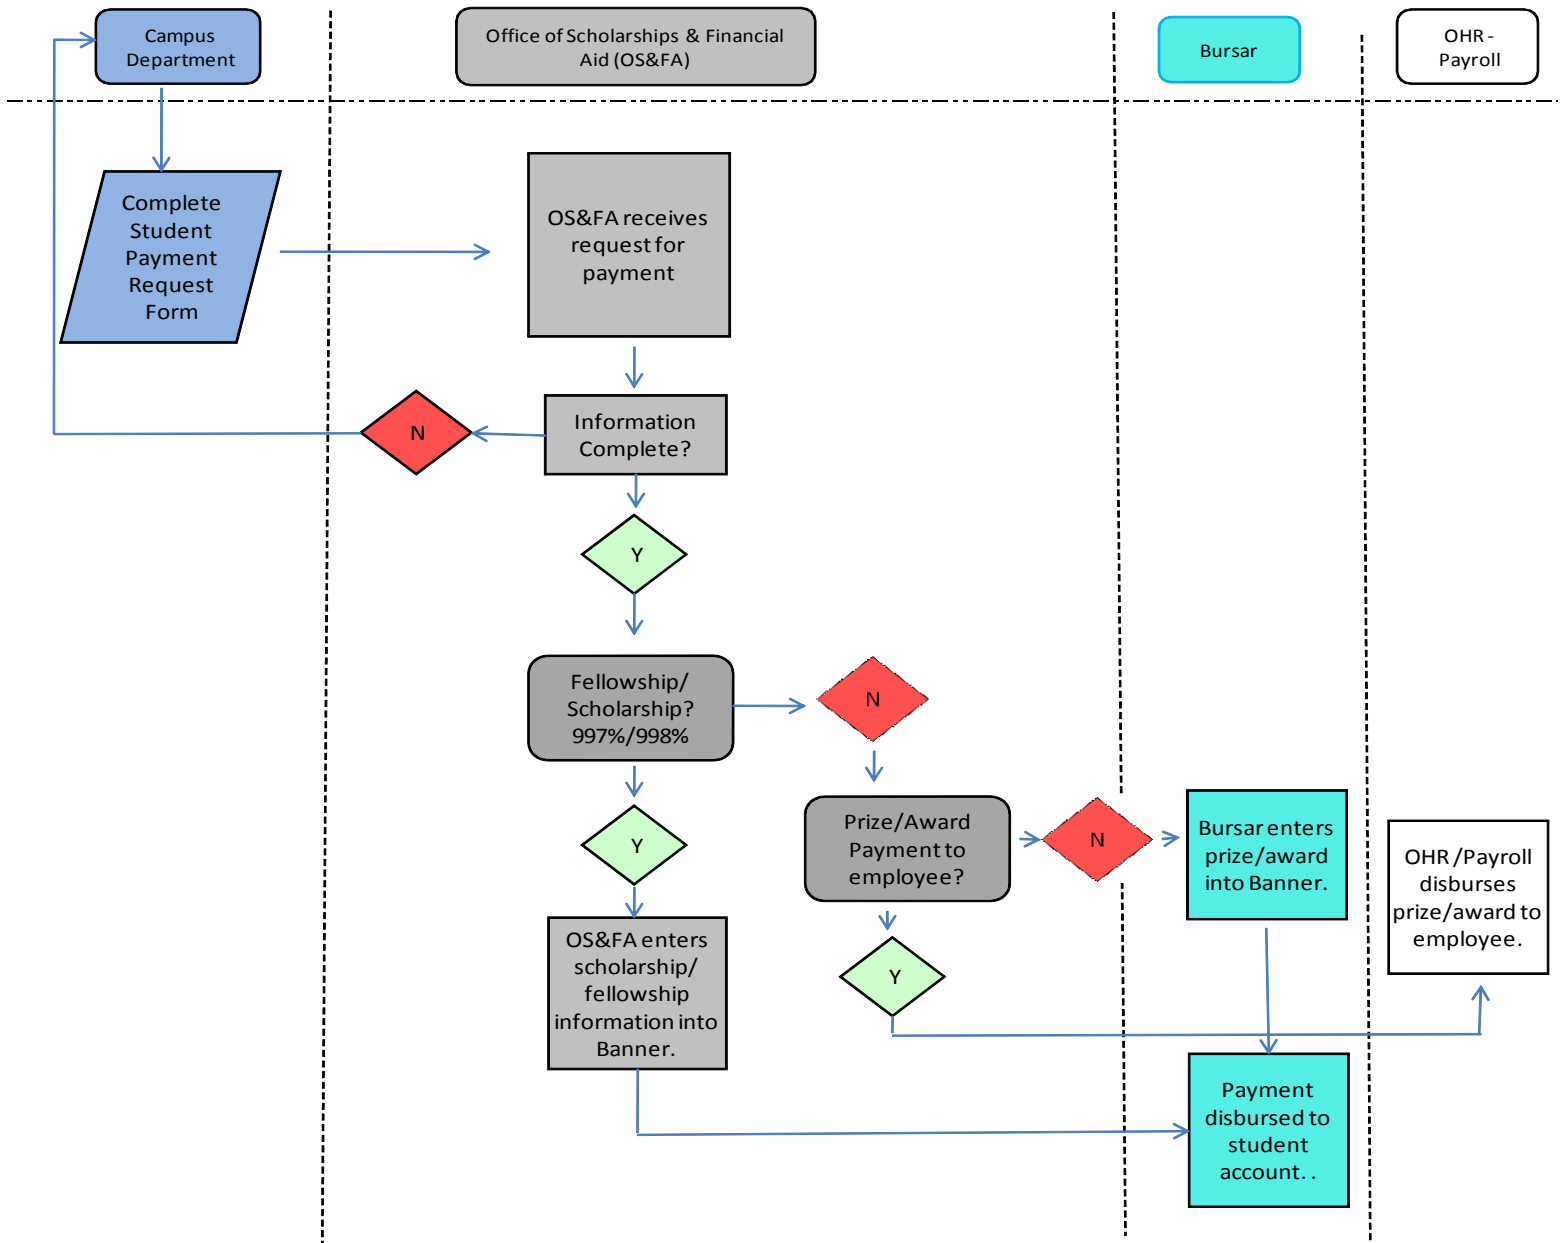 Campus
Department
Office of Scholarships & Financial
Aid (OS&FA)
Bursar
OHR -
Payroll
Complete
Student
Payment
Request
Form
OS&FA receives
request for
payment
N
Information
Complete?
Y
Fellowship/
Scholarship?
997%/998%
N
Y
Prize/Award
Payment to
employee?
N
Bursar enters
prize/award
into Banner.
OHR /Payroll
disburses
prize/award to
employee.
OS&FA enters
scholarship/
fellowship
information into
Banner.
Y
Payment
disbursed to
student
account. .